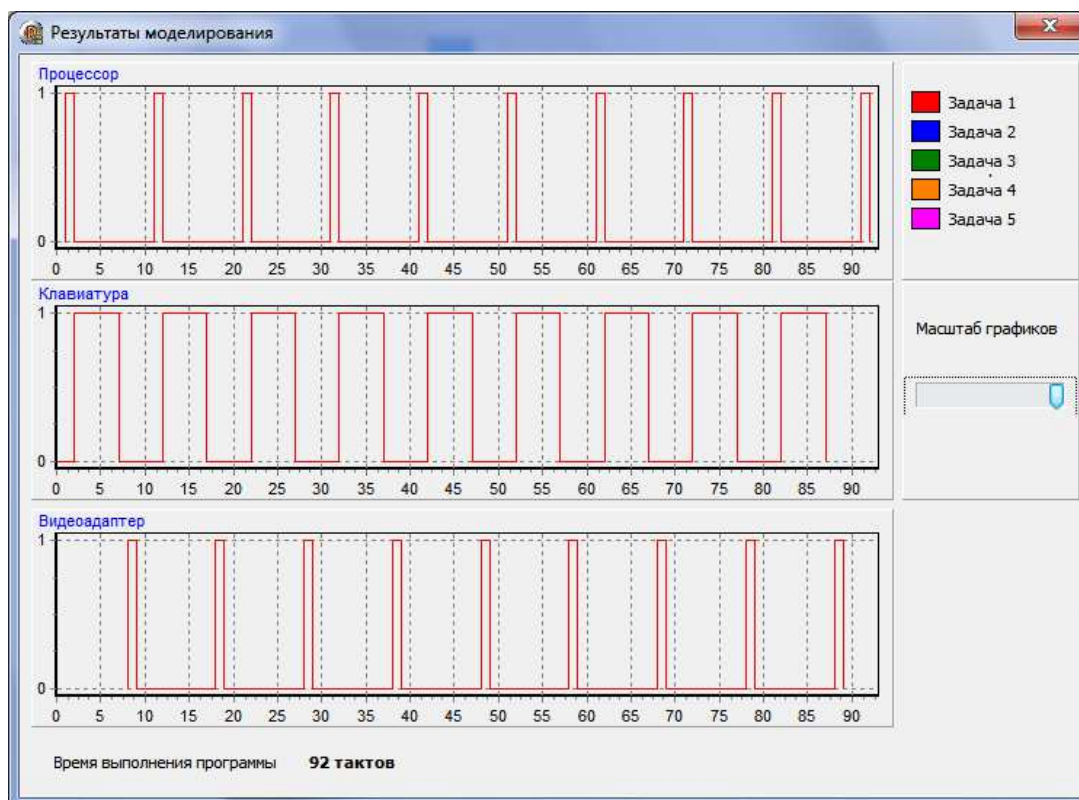 Результаты моделирования
Процессор
1
0
0 5 10 15 20 25 30 35 40 45 50 55 60 65 70 75 80 85 90
Клавиатура
1
0
0 5 10 15 20 25 30 35 40 45 50 55 60 65 70 75 80 85 90
Видеоадаптер
1
0
0 5 10 15 20 25 30 35 40 45 50 55 60 65 70 75 80 85 90
Время выполнения программы 92 тактов
Задача 1
Задача 2
Задача 3
Задача 4
Задача 5
Масштаб графиков